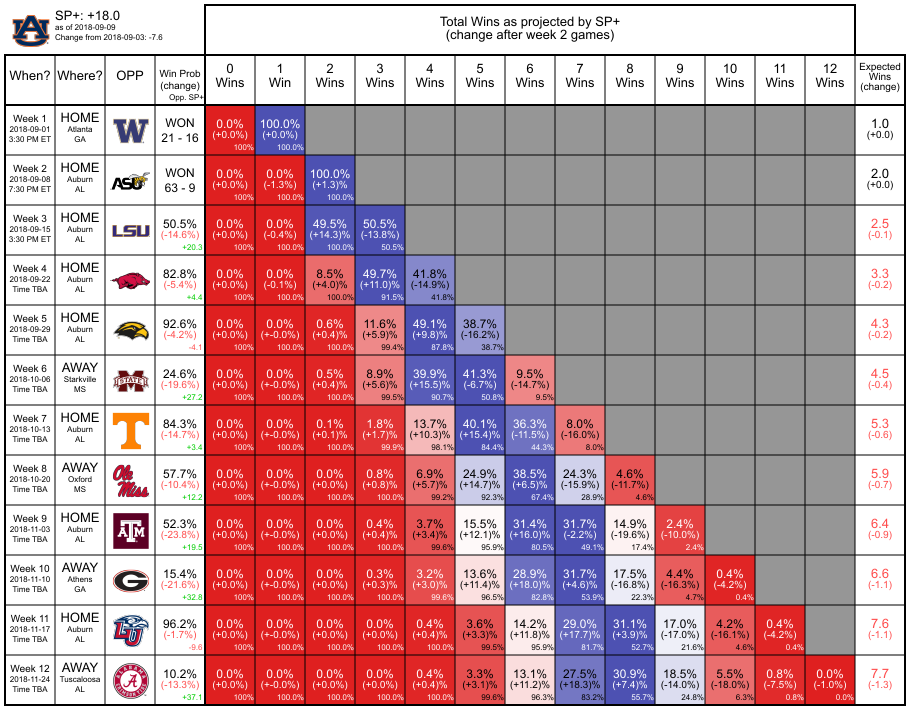 SP+: +18.0
as of 2018-09-09
Change from 2018-09-03: -7.6
Total Wins as projected by SP+
(change after week 2 games)
When? Where? OPP Win Prob (change) Opp. SP+ 0 Wins 1 Win 2 Wins 3 Wins 4 Wins 5 Wins 6 Wins 7 Wins 8 Wins 9 Wins 10 Wins 11 Wins 12 Wins Expected Wins (change)
Week 1 HOME W WON 0.0% 100.0% 1.0
2018-09-01 Atlanta 21 - 16 (+0.0%) (+0.0%) (+0.0)
3:30 PM ET GA 100% 100.0%
Week 2 HOME ASU WON 0.0% 0.0% 100.0% 2.0
2018-09-08 Auburn 63 - 9 (+0.0%) (-1.3%) (+1.3)% (+0.0)
7:30 PM ET AL 100% 100.0% 100.0%
Week 3 HOME LSU 50.5% 0.0% 0.0% 49.5% 50.5% 2.5
2018-09-15 Auburn (-14.6%) (+0.0%) (-0.4%) (+14.3)% (-13.8%) (-0.1)
3:30 PM ET AL +20.3 100% 100.0% 100.0% 50.5%
Week 4 HOME 82.8% 0.0% 0.0% 8.5% 49.7% 41.8% 3.3
2018-09-22 Auburn (-5.4%) (+0.0%) (-0.1%) (+4.0)% (+11.0)% (-14.9%) (-0.2)
Time TBA AL +4.4 100% 100.0% 100.0% 91.5% 41.8%
Week 5 HOME 92.6% 0.0% 0.0% 0.6% 11.6% 49.1% 38.7% 4.3
2018-09-29 Auburn (-4.2%) (+0.0%) (+-0.0%) (+0.4)% (+5.9)% (+9.8)% (-16.2%) (-0.2)
Time TBA AL -4.1 100% 100.0% 100.0% 99.4% 87.8% 38.7%
Week 6 AWAY M STATE 24.6% 0.0% 0.0% 0.5% 8.9% 39.9% 41.3% 9.5% 4.5
2018-10-06 Starkville (-19.6%) (+0.0%) (+-0.0%) (+0.4)% (+5.6)% (+15.5)% (-6.7%) (-14.7%) (-0.4)
Time TBA MS +27.2 100% 100.0% 100.0% 99.5% 90.7% 50.8% 9.5%
Week 7 HOME T 84.3% 0.0% 0.0% 0.1% 1.8% 13.7% 40.1% 36.3% 8.0% 5.3
2018-10-13 Auburn (-14.7%) (+0.0%) (+-0.0%) (+0.1)% (+1.7)% (+10.3)% (+15.4)% (-11.5%) (-16.0%) (-0.6)
Time TBA AL +3.4 100% 100.0% 100.0% 99.9% 98.1% 84.4% 44.3% 8.0%
Week 8 AWAY Ole Miss 57.7% 0.0% 0.0% 0.0% 0.8% 6.9% 24.9% 38.5% 24.3% 4.6% 5.9
2018-10-20 Oxford (-10.4%) (+0.0%) (+-0.0%) (+0.0)% (+0.8)% (+5.7)% (+14.7)% (+6.5)% (-15.9%) (-11.7%) (-0.7)
Time TBA MS +12.2 100% 100.0% 100.0% 100.0% 99.2% 92.3% 67.4% 28.9% 4.6%
Week 9 HOME ATM 52.3% 0.0% 0.0% 0.0% 0.4% 3.7% 15.5% 31.4% 31.7% 14.9% 2.4% 6.4
2018-11-03 Auburn (-23.8%) (+0.0%) (+-0.0%) (+0.0)% (+0.4)% (+3.4)% (+12.1)% (+16.0)% (-2.2%) (-19.6%) (-10.0%) (-0.9)
Time TBA AL +19.5 100% 100.0% 100.0% 100.0% 99.6% 95.9% 80.5% 49.1% 17.4% 2.4%
Week 10 AWAY G 15.4% 0.0% 0.0% 0.0% 0.3% 3.2% 13.6% 28.9% 31.7% 17.5% 4.4% 0.4% 6.6
2018-11-10 Athens (-21.6%) (+0.0%) (+-0.0%) (+0.0)% (+0.3)% (+3.0)% (+11.4)% (+18.0)% (+4.6)% (-16.8%) (-16.3%) (-4.2%) (-1.1)
Time TBA GA +32.8 100% 100.0% 100.0% 100.0% 99.6% 96.5% 82.8% 53.9% 22.3% 4.7% 0.4%
Week 11 HOME LU 96.2% 0.0% 0.0% 0.0% 0.0% 0.4% 3.6% 14.2% 29.0% 31.1% 17.0% 4.2% 0.4% 7.6
2018-11-17 Auburn (-1.7%) (+0.0%) (+-0.0%) (+0.0)% (+0.0)% (+0.4)% (+3.3)% (+11.8)% (+17.7)% (+3.9)% (-17.0%) (-16.1%) (-4.2%) (-1.1)
Time TBA AL -9.6 100% 100.0% 100.0% 100.0% 100.0% 99.5% 95.9% 81.7% 52.7% 21.6% 4.6% 0.4%
Week 12 AWAY A 10.2% 0.0% 0.0% 0.0% 0.0% 0.4% 3.3% 13.1% 27.5% 30.9% 18.5% 5.5% 0.8% 0.0% 7.7
2018-11-24 Tuscaloosa (-13.3%) (+0.0%) (+-0.0%) (+0.0)% (+0.0)% (+0.4)% (+3.1)% (+11.2)% (+18.3)% (+7.4)% (-14.0%) (-18.0%) (-7.5%) (-1.0%) (-1.3)
Time TBA AL +37.1 100% 100.0% 100.0% 100.0% 100.0% 99.6% 96.3% 83.2% 55.7% 24.8% 6.3% 0.8% 0.0%